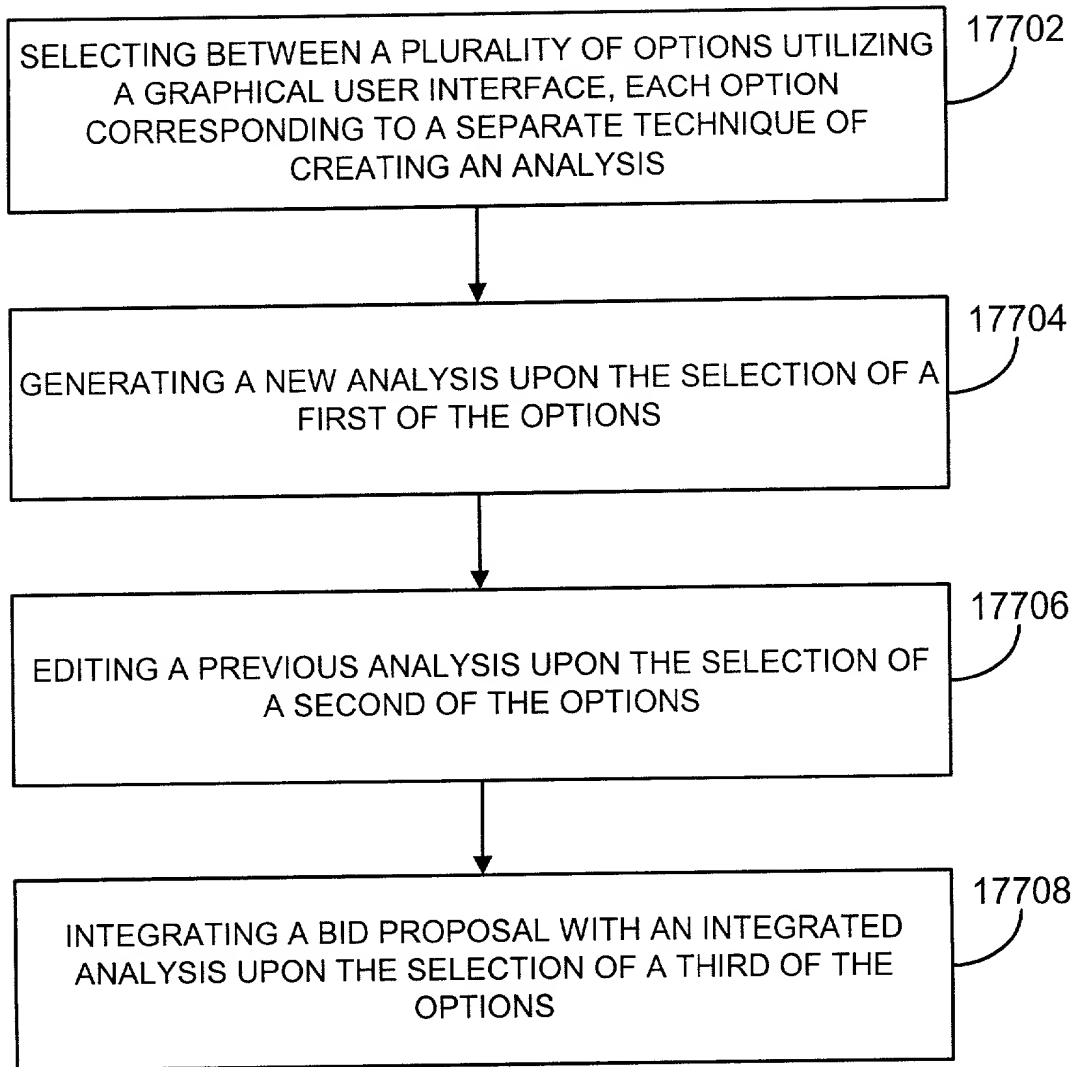 17702
SELECTING BETWEEN A PLURALITY OF OPTIONS UTILIZING
A GRAPHICAL USER INTERFACE, EACH OPTION
CORRESPONDING TO A SEPARATE TECHNIQUE OF
CREATING AN ANALYSIS
17704
GENERATING A NEW ANALYSIS UPON THE SELECTION OF A
FIRST OF THE OPTIONS
17706
EDITING A PREVIOUS ANALYSIS UPON THE SELECTION OF
A SECOND OF THE OPTIONS
17708
INTEGRATING A BID PROPOSAL WITH AN INTEGRATED
ANALYSIS UPON THE SELECTION OF A THIRD OF THE
OPTIONS